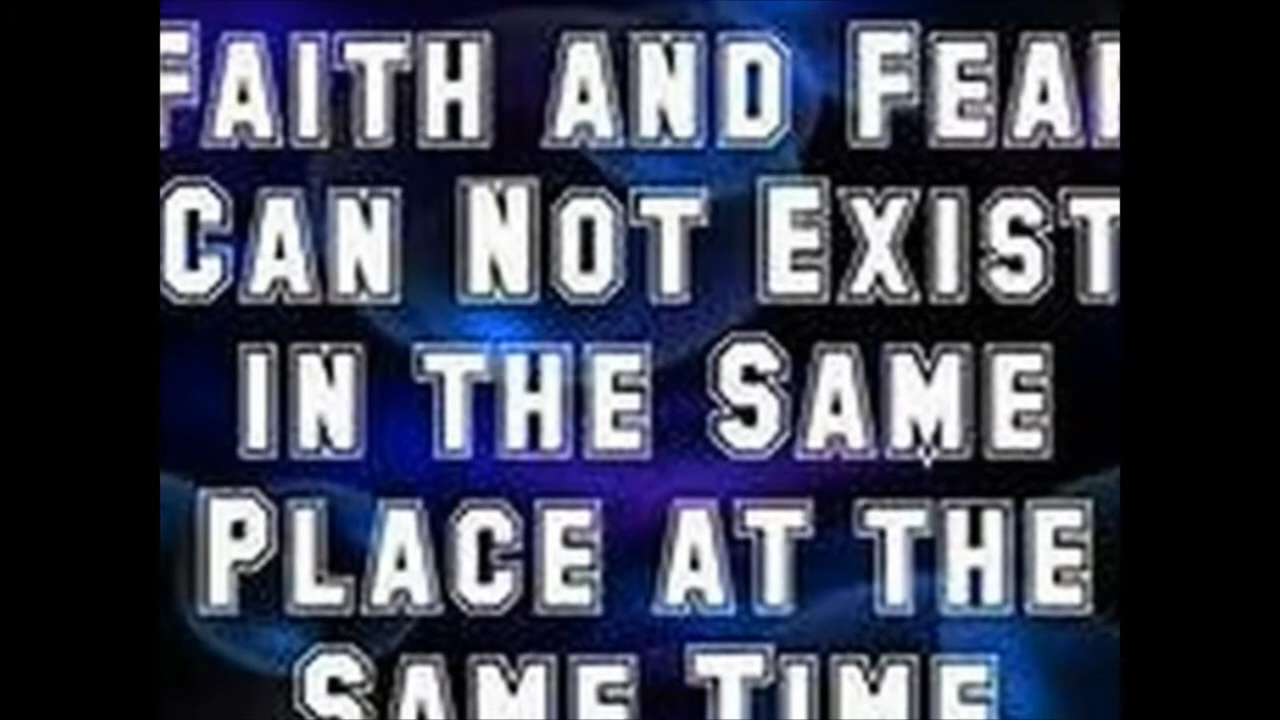 FAITH AND FEAR
CAN NOT EXIST
IN THE SAME
PLACE AT THE
SAME TIME